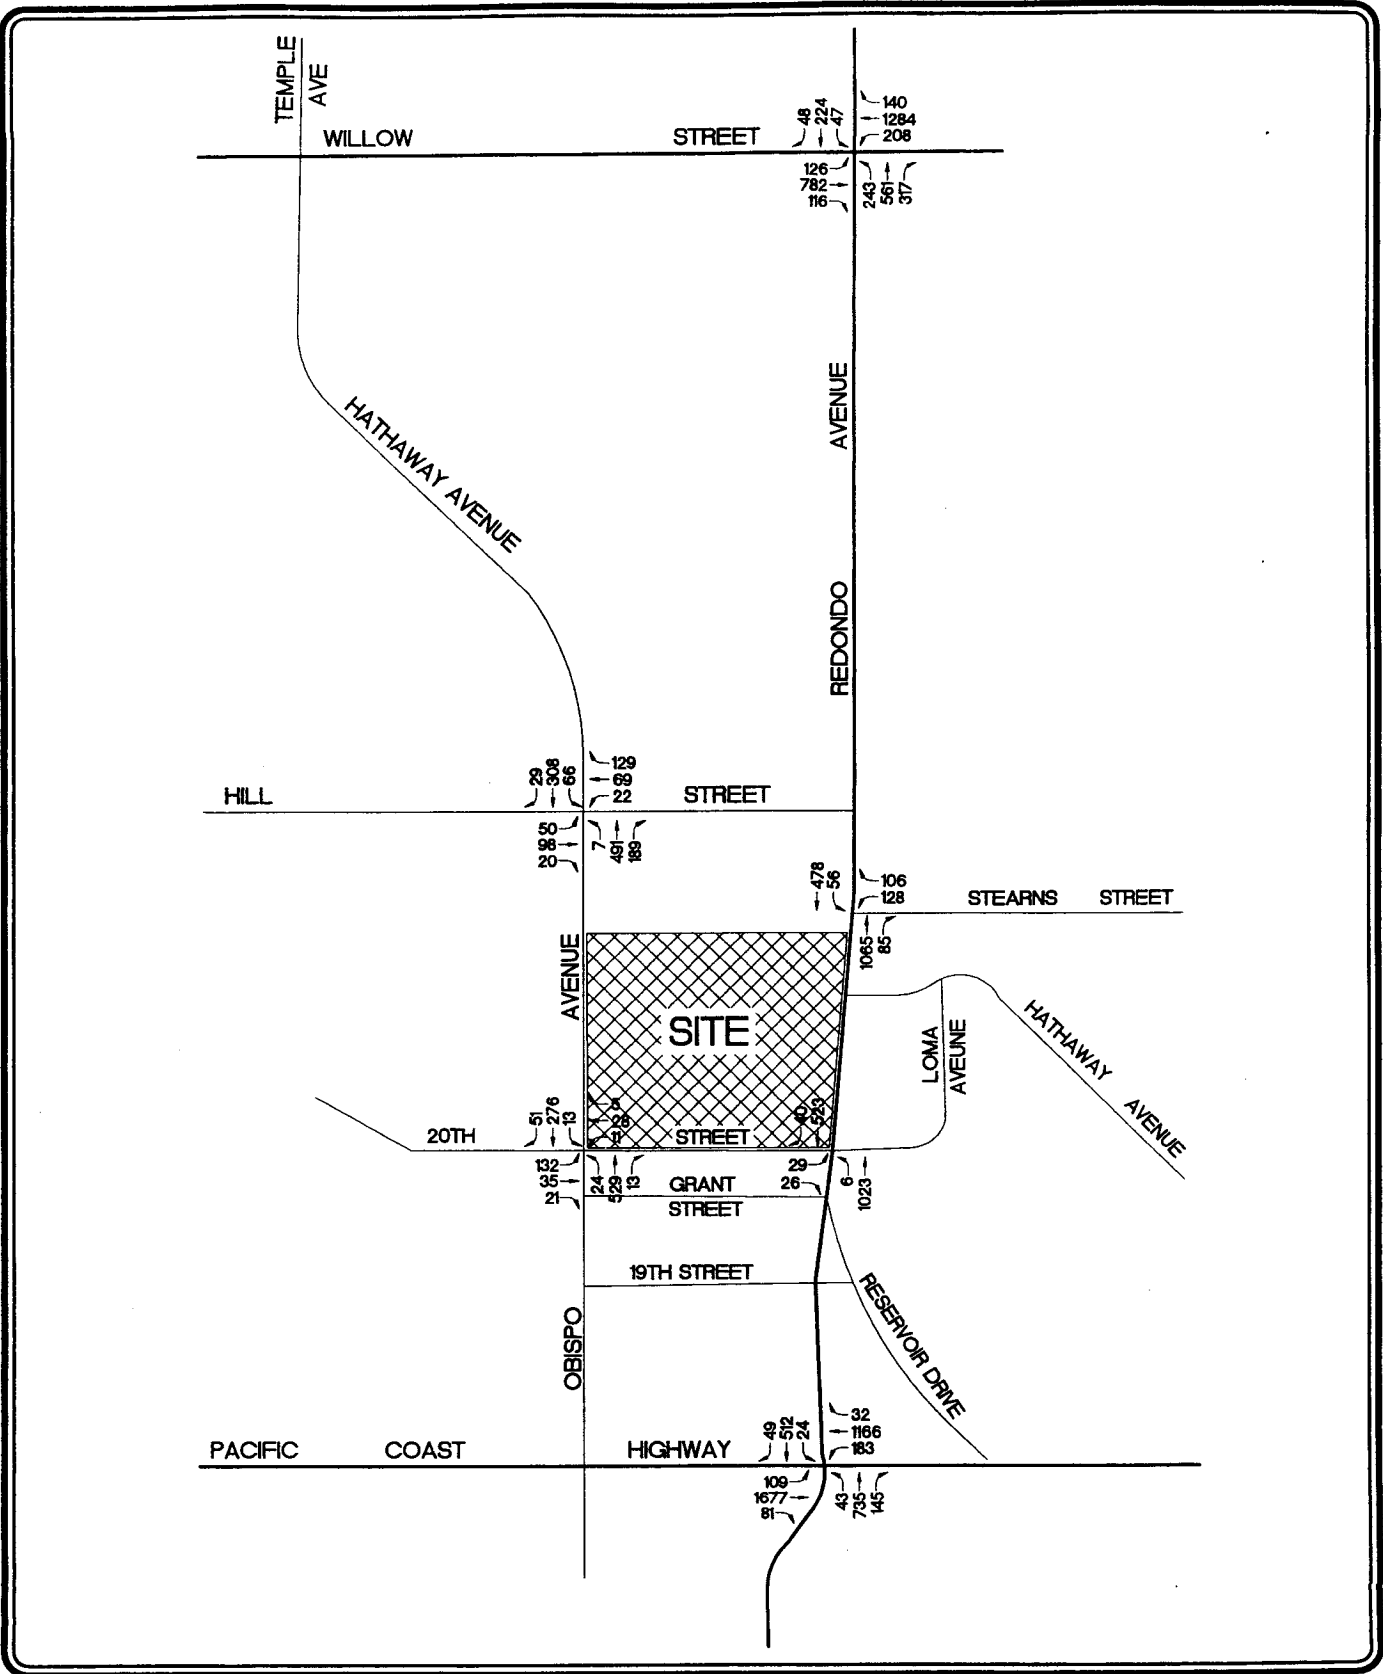 TEMPLE
AVE
WILLOW STREET
48 224 47
140
1284
208
126
782
116
243 561 317
HATHAWAY AVENUE
REDONDO AVENUE
29 308 66
129
69
22
HILL STREET
50
98
20
7 491 189
478 56
106
128
STEARNS STREET
1065 85
OBISPO AVENUE
SITE
LOMA
AVEUNE
HATHAWAY AVENUE
51 276 13
28
11
40 523
20TH STREET
132
35
21
24 529 13
29
26
6 1023
GRANT
STREET
19TH STREET
RESERVOIR DRIVE
49 512 24
32
1166
183
PACIFIC COAST HIGHWAY
109
1677
81
43 735 145